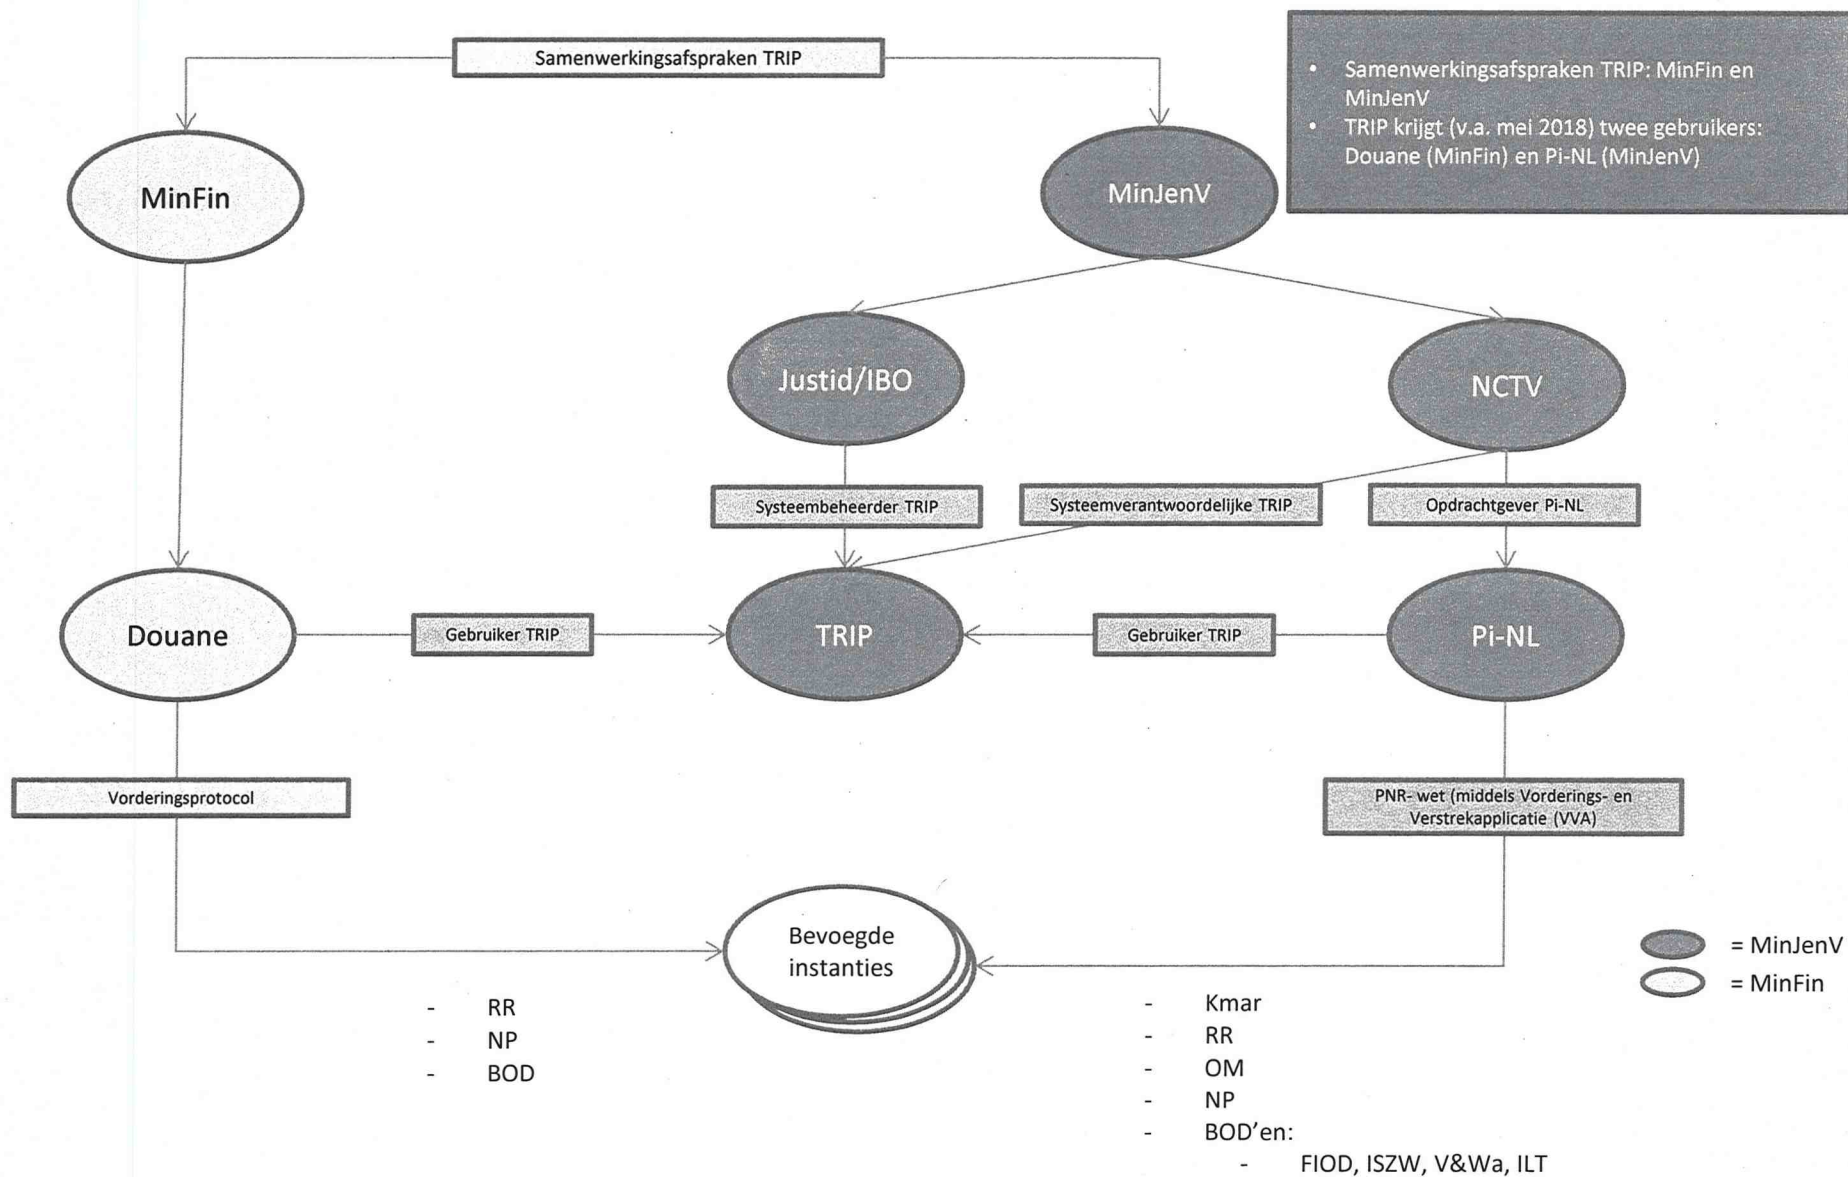 Samenwerkingsafspraken TRIP
• Samenwerkingsafspraken TRIP: MinFin en
MinJenV
• TRIP krijgt (v.a. mei 2018) twee gebruikers:
Douane (MinFin) en Pi-NL (MinJenV)
MinFin
MinJenV
Justid/IBO
NCTV
Systeembeheerder TRIP
Systeemverantwoordelijke TRIP
Opdrachtgever Pi-NL
Douane
Gebruiker TRIP
TRIP
Gebruiker TRIP
Pi-NL
Vorderingsprotocol
PNR- wet (middels Vorderings- en
Verstrekapplicatie (VVA)
Bevoegde
instanties
= MinJenV
= MinFin
- RR
- NP
- BOD
- Kmar
- RR
- OM
- NP
- BOD'en:
- FIOD, ISZW, V&Wa, ILT